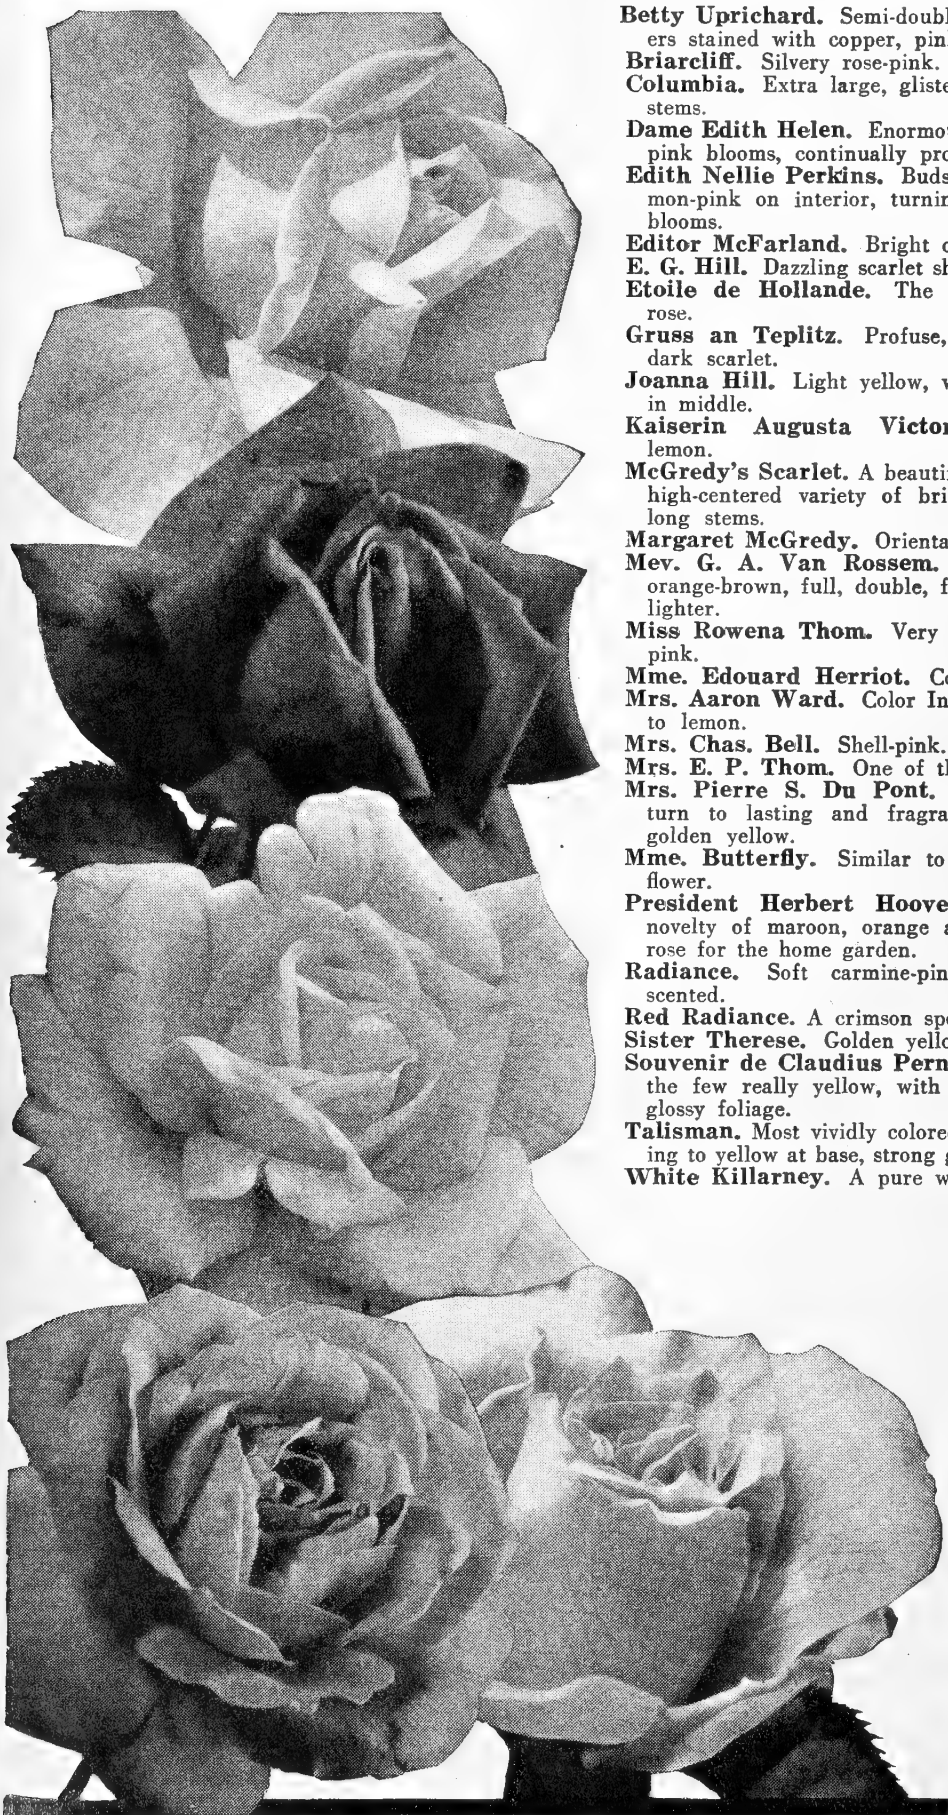 Betty Uprichard. Semi-doubl
ers stained with copper, pin
Briarcliff. Silvery rose-pink.
Columbia. Extra large, gliste
stems.
Dame Edith Helen. Enormo
pink blooms, continually pro
Edith Nellie Perkins. Buds
mon-pink on interior, turnin
blooms.
Editor McFarland. Bright
E. G. Hill. Dazzling scarlet sh
Etoile de Hollande. The
rose.
Gruss an Teplitz. Profuse,
dark scarlet.
Joanna Hill. Light yellow,
in middle.
Kaiserin Augusta Victor
lemon.
McGredy's Scarlet. A beauti
high-centered variety of bri
long stems.
Margaret McGredy. Orienta
Mev. G. A. Van Rossem.
orange-brown, full, double, f
lighter.
Miss Rowena Thom. Very
pink.
Mme. Edouard Herriot. Co
Mrs. Aaron Ward. Color In
to lemon.
Mrs. Chas. Bell. Shell-pink.
Mrs. E. P. Thom. One of th
Mrs. Pierre S. Du Pont.
turn to lasting and fragra
golden yellow.
Mme. Butterfly. Similar to
flower.
President Herbert Hoove
novelty of maroon, orange a
rose for the home garden.
Radiance. Soft carmine-pin
scented.
Red Radiance. A crimson spo
Sister Therese. Golden yello
Souvenir de Claudius Pern
the few really yellow, with
glossy foliage.
Talisman. Most vividly colore
ing to yellow at base, strong g
White Killarney. A pure w